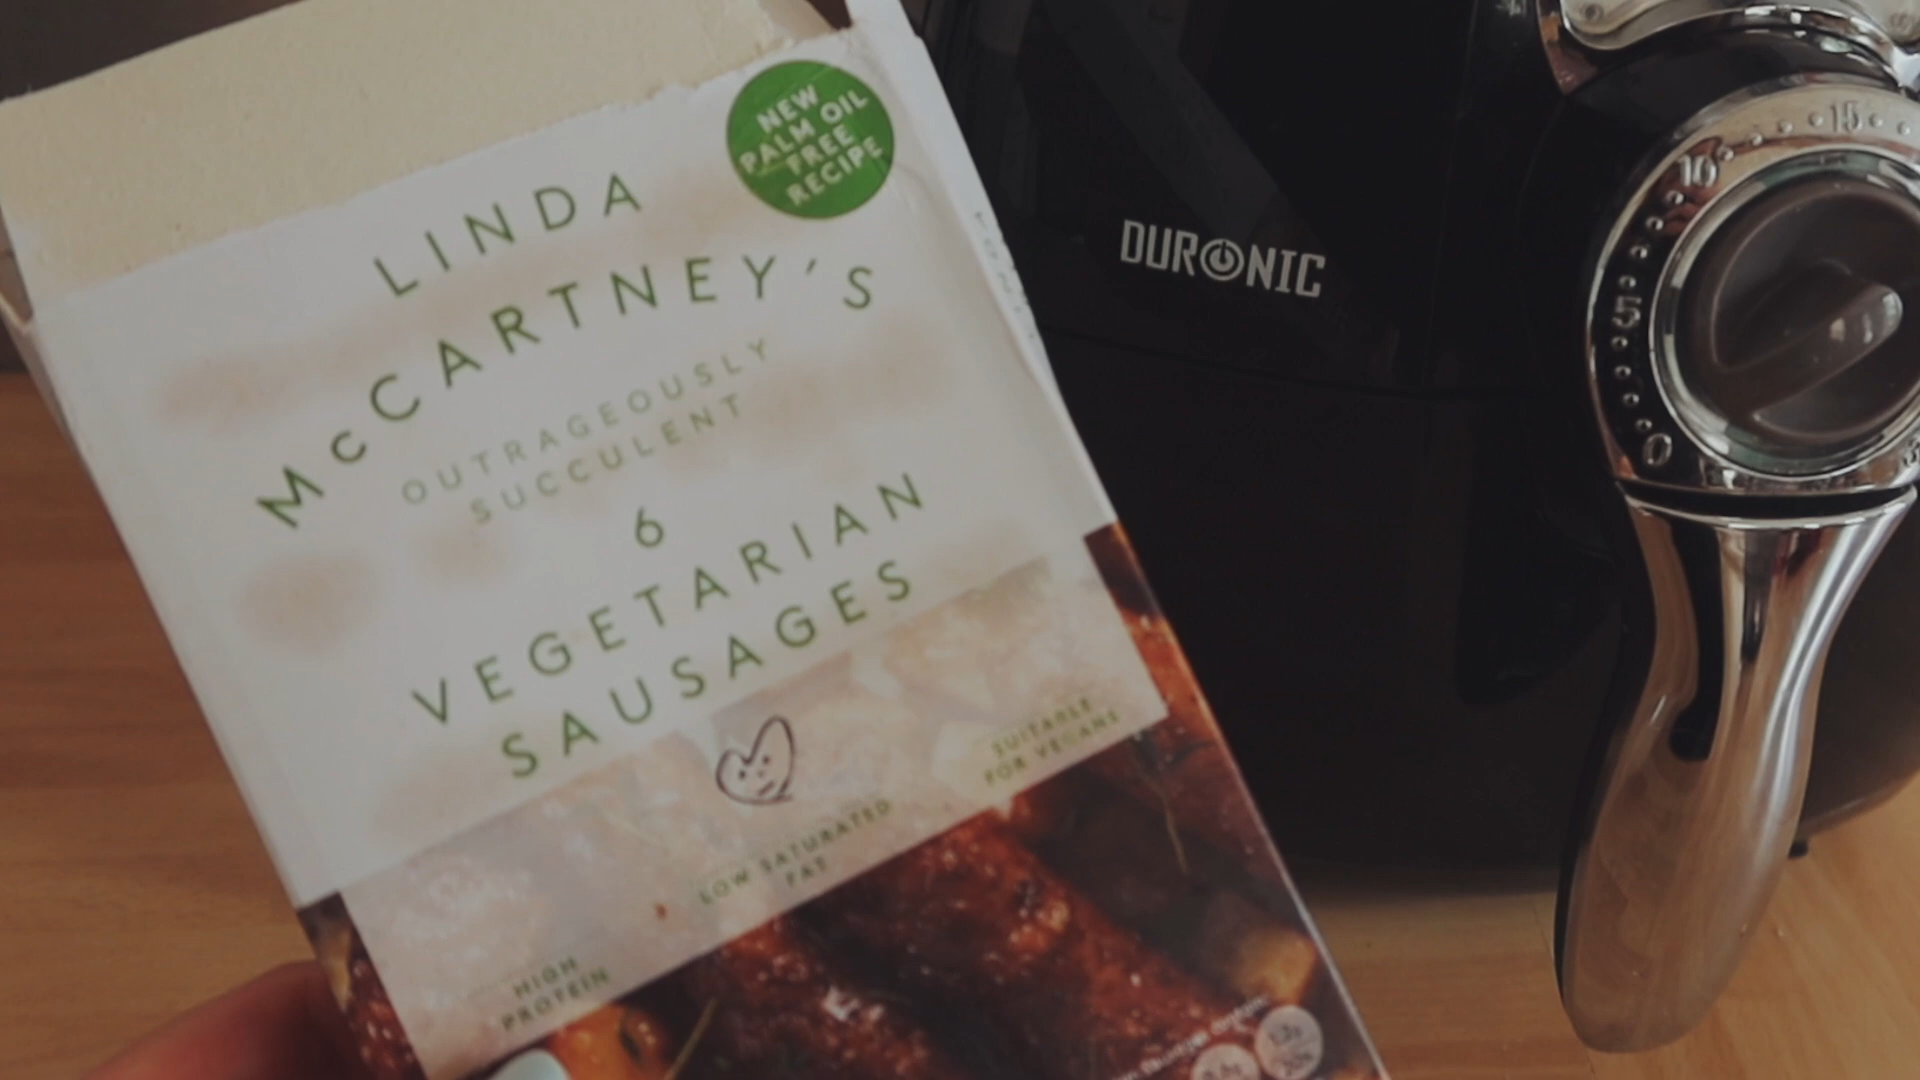 NEW
PALM OIL
FREE
RECIPE
LINDA
McCARTNEY'S
OUTRAGEOUSLY
SUCCULENT
6
VEGETARIAN
SAUSAGES
SUITABLE
FOR VEGANS
LOW SATURATED
FAT
HIGH
PROTEIN
DURONIC
15
10
5
0